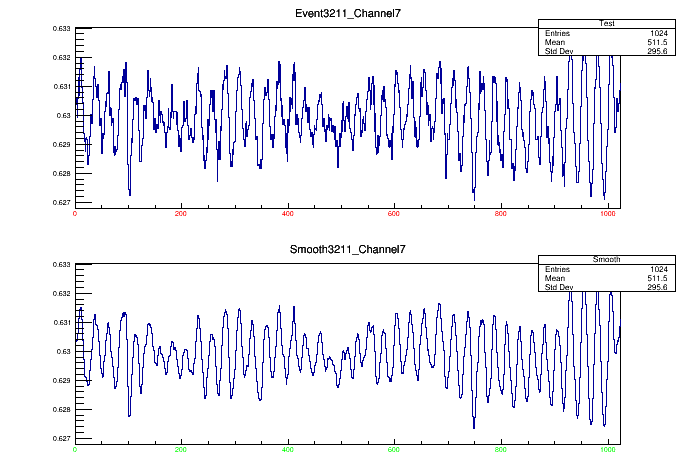 Event3211_Channel7
Test
Entries 1024
Mean 511.5
Std Dev 295.6
0.633
0.632
0.631
0.63
0.629
0.628
0.627
0 200 400 600 800 1000
Smooth3211_Channel7
Smooth
Entries 1024
Mean 511.5
Std Dev 295.6
0.633
0.632
0.631
0.63
0.629
0.628
0.627
0 200 400 600 800 1000